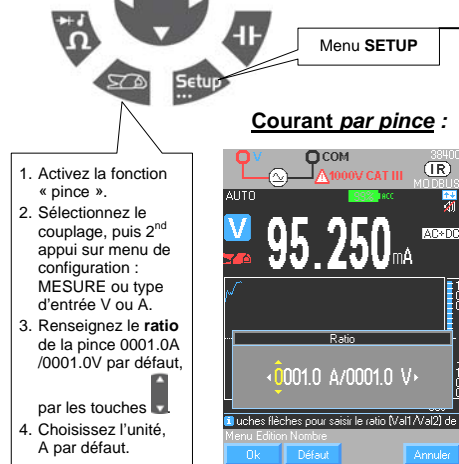 Ω
Setup
...
Menu SETUP
Courant par pince :
1. Activez la fonction
« pince ».
2. Sélectionnez le
couplage, puis 2nd
appui sur menu de
configuration :
MESURE ou type
d'entrée V ou A.
3. Renseignez le ratio
de la pince 0001.0A
/0001.0V par défaut,
par les touches .
4. Choisissez l'unité,
A par défaut.
V
COM
1000V CAT III
38400
IR
MODBUS
AUTO
V
95.250mA
AC+DC
Ratio
0001.0 A/0001.0 V
uches flèches pour saisir le ratio (Val1/Val2) de
Menu Edition Nombre
Ok
Défaut
Annuler